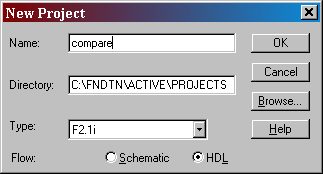 New Project
Name: compare OK
Cancel
Directory: C:\FNDTN\ACTIVE\PROJECTS
Browse...
Type: F2.1i Help
Flow: Schematic HDL